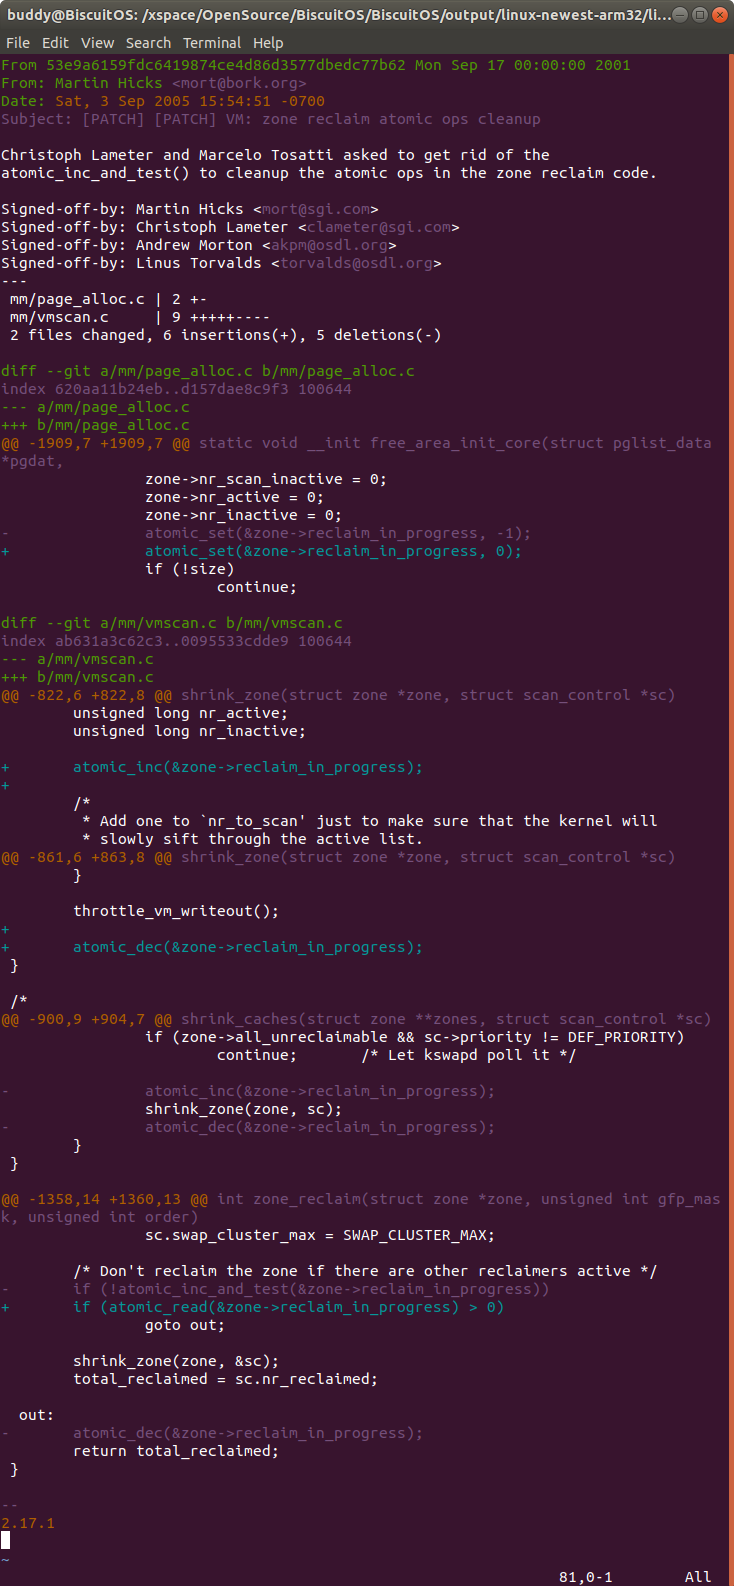 buddy@BiscuitOS: /xspace/OpenSource/BiscuitOS/BiscuitOS/output/linux-newest-arm32/li...
File Edit View Search Terminal Help
From 53e9a6159fdc6419874ce4d86d3577dbedc77b62 Mon Sep 17 00:00:00 2001
From: Martin Hicks <mort@bork.org>
Date: Sat, 3 Sep 2005 15:54:51 -0700
Subject: [PATCH] [PATCH] VM: zone reclaim atomic ops cleanup

Christoph Lameter and Marcelo Tosatti asked to get rid of the
atomic_inc_and_test() to cleanup the atomic ops in the zone reclaim code.

Signed-off-by: Martin Hicks <mort@sgi.com>
Signed-off-by: Christoph Lameter <clameter@sgi.com>
Signed-off-by: Andrew Morton <akpm@osdl.org>
Signed-off-by: Linus Torvalds <torvalds@osdl.org>
---
 mm/page_alloc.c | 2 +-
 mm/vmscan.c     | 9 +++++----
 2 files changed, 6 insertions(+), 5 deletions(-)

diff --git a/mm/page_alloc.c b/mm/page_alloc.c
index 620aa11b24eb..d157dae8c9f3 100644
--- a/mm/page_alloc.c
+++ b/mm/page_alloc.c
@@ -1909,7 +1909,7 @@ static void __init free_area_init_core(struct pglist_data
*pgdat,
                zone->nr_scan_inactive = 0;
                zone->nr_active = 0;
                zone->nr_inactive = 0;
-               atomic_set(&zone->reclaim_in_progress, -1);
+               atomic_set(&zone->reclaim_in_progress, 0);
                if (!size)
                        continue;

diff --git a/mm/vmscan.c b/mm/vmscan.c
index ab631a3c62c3..0095533cdde9 100644
--- a/mm/vmscan.c
+++ b/mm/vmscan.c
@@ -822,6 +822,8 @@ shrink_zone(struct zone *zone, struct scan_control *sc)
        unsigned long nr_active;
        unsigned long nr_inactive;

+       atomic_inc(&zone->reclaim_in_progress);
+
        /*
         * Add one to `nr_to_scan' just to make sure that the kernel will
         * slowly sift through the active list.
@@ -861,6 +863,8 @@ shrink_zone(struct zone *zone, struct scan_control *sc)
        }

        throttle_vm_writeout();
+
+       atomic_dec(&zone->reclaim_in_progress);
 }

 /*
@@ -900,9 +904,7 @@ shrink_caches(struct zone **zones, struct scan_control *sc)
                if (zone->all_unreclaimable && sc->priority != DEF_PRIORITY)
                        continue;       /* Let kswapd poll it */

-               atomic_inc(&zone->reclaim_in_progress);
                shrink_zone(zone, sc);
-               atomic_dec(&zone->reclaim_in_progress);
        }
 }

@@ -1358,14 +1360,13 @@ int zone_reclaim(struct zone *zone, unsigned int gfp_mas
k, unsigned int order)
                sc.swap_cluster_max = SWAP_CLUSTER_MAX;

        /* Don't reclaim the zone if there are other reclaimers active */
-       if (!atomic_inc_and_test(&zone->reclaim_in_progress))
+       if (atomic_read(&zone->reclaim_in_progress) > 0)
                goto out;

        shrink_zone(zone, &sc);
        total_reclaimed = sc.nr_reclaimed;

  out:
-       atomic_dec(&zone->reclaim_in_progress);
        return total_reclaimed;
 }

--
2.17.1

~
81,0-1        All